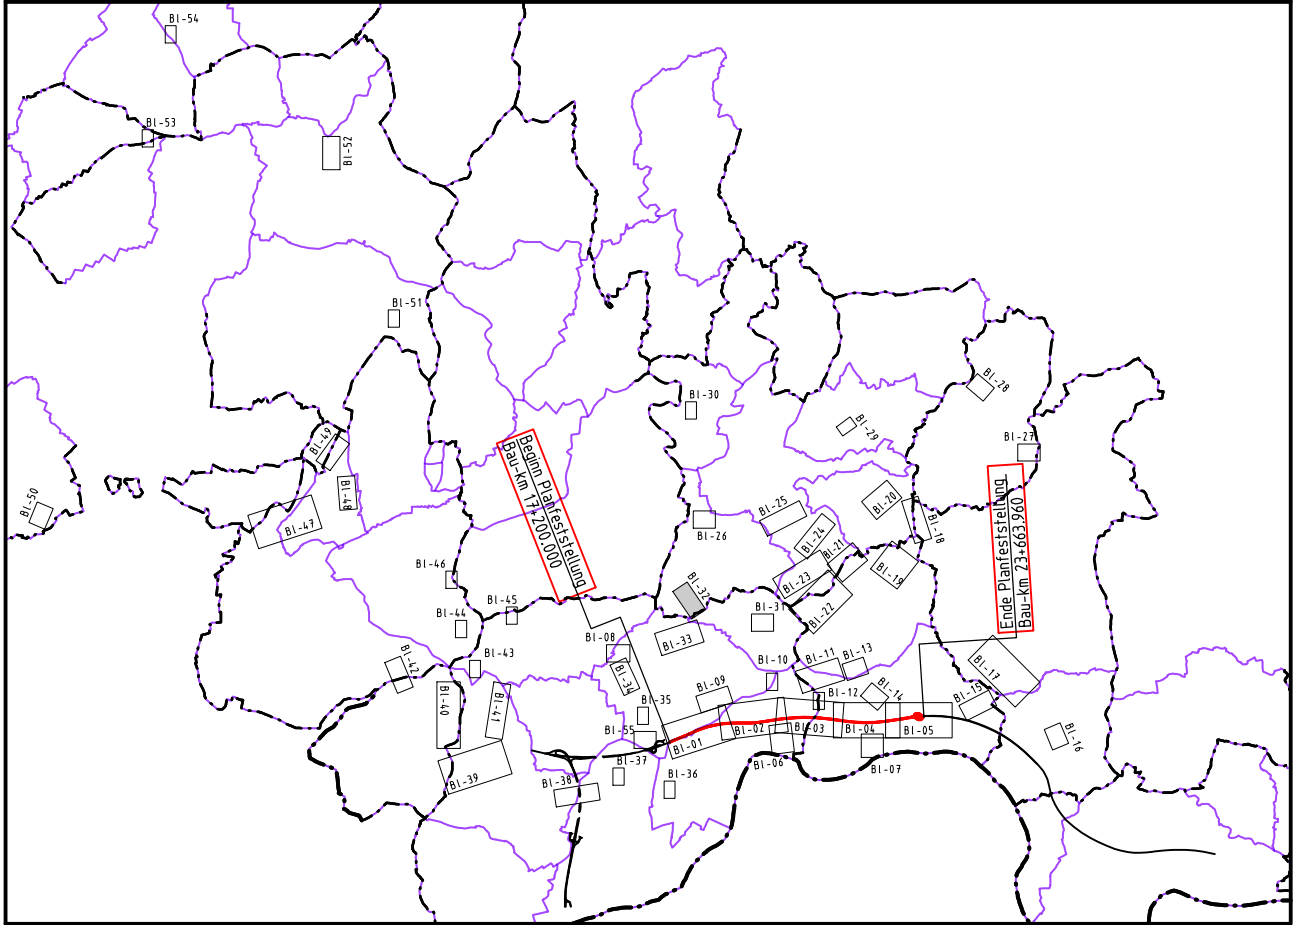 Bl-54
Bl-53
Bl-52
Bl-51
Bl-50
Bl-49
Bl-48
Bl-47
Bl-46
Bl-45
Bl-44
Bl-43
Bl-42
Bl-41
Bl-40
Bl-39
Bl-38
Bl-37
Bl-36
Bl-55
Bl-35
Bl-34
Bl-08
Bl-33
Bl-32
Bl-31
Bl-30
Bl-29
Bl-28
Bl-27
Bl-26
Bl-25
Bl-24
Bl-23
Bl-22
Bl-21
Bl-20
Bl-19
Bl-18
Bl-17
Bl-16
Bl-15
Bl-14
Bl-13
Bl-12
Bl-11
Bl-10
Bl-09
Bl-01
Bl-02
Bl-03
Bl-04
Bl-05
Bl-06
Bl-07
Beginn Planfeststellung
Bau-km 17+200.000
Ende Planfeststellung
Bau-km 23+663.960